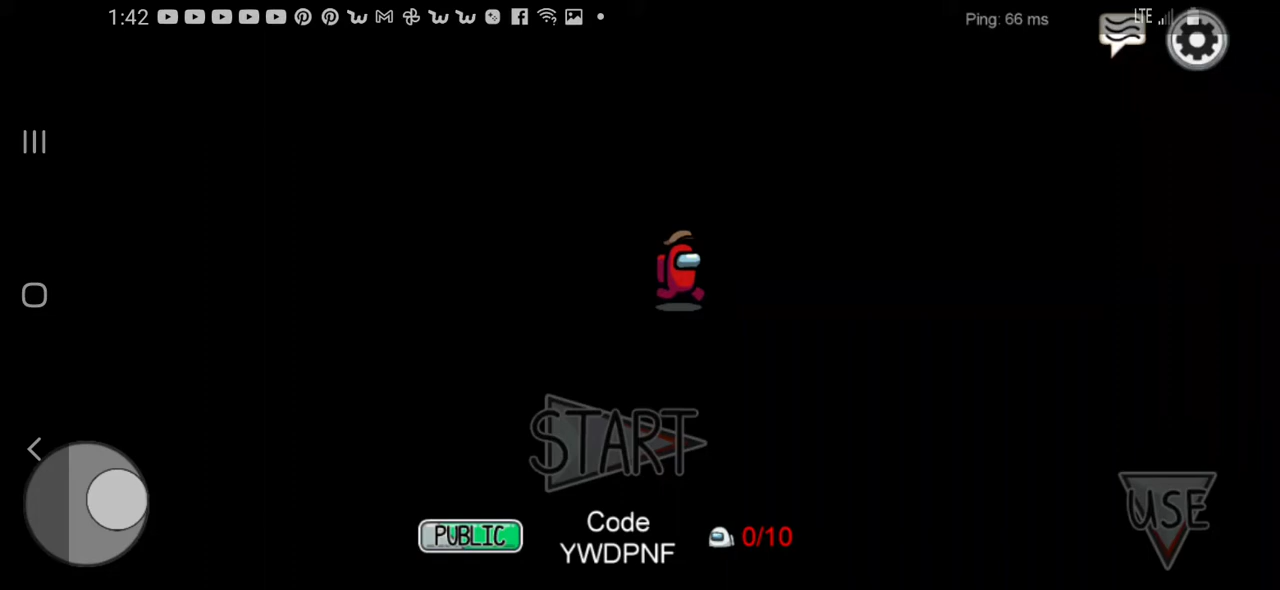 1:42
Ping: 66 ms
LTE
START
PUBLIC
Code
YWDPNF
0/10
USE